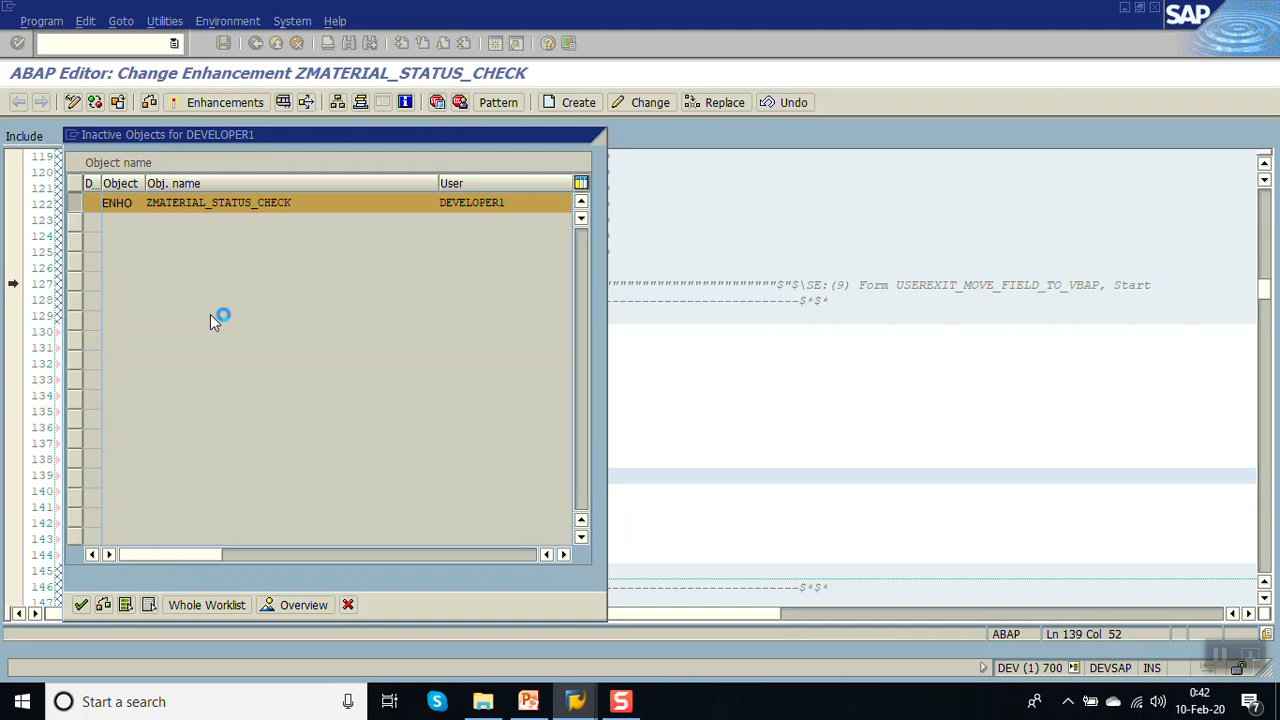 Program Edit Goto Utilities Environment System Help
SAP
ABAP Editor: Change Enhancement ZMATERIAL_STATUS_CHECK
Enhancements Pattern Create Change Replace Undo
Include
Inactive Objects for DEVELOPER1
Object name
D... Object Obj. name User
ENHO ZMATERIAL_STATUS_CHECK DEVELOPER1
119
120
121
122
123
124
125
126
127 """"""""""""""""""""""""$"$\SE:(9) Form USEREXIT_MOVE_FIELD_TO_VBAP, Start
128 ---------------------------$*$*
129
130
131
132
133
134
135
136
137
138
139
140
141
142
143
144
145
146 ---------------------------$*$*
147
Whole Worklist Overview
ABAP Ln 139 Col 52
DEV (1) 700 DEVSAP INS
Start a search
0:42
10-Feb-20
7